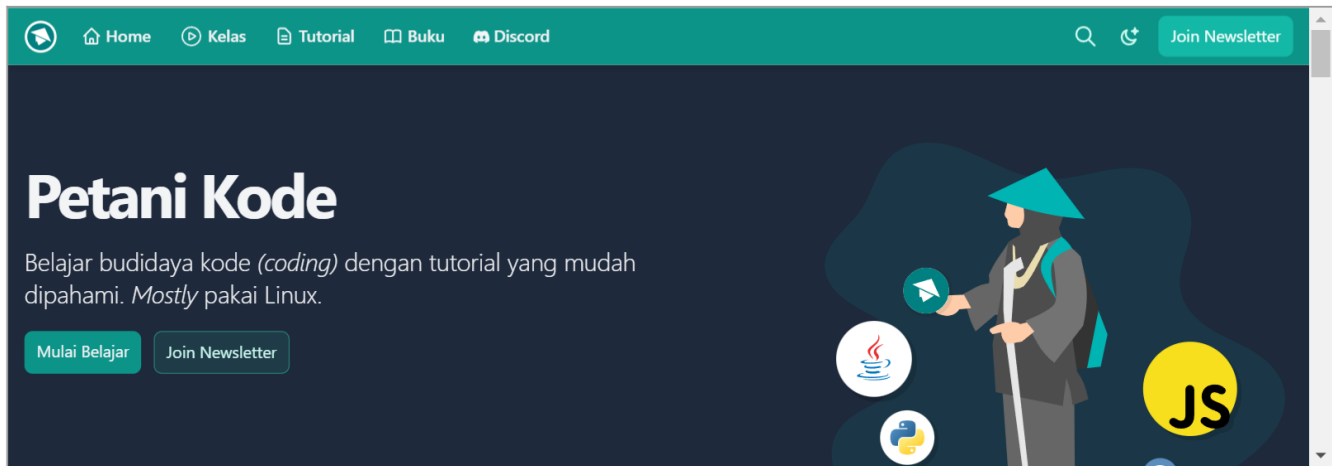 Home Kelas Tutorial Buku Discord Join Newsletter
Petani Kode
Belajar budidaya kode (coding) dengan tutorial yang mudah
dipahami. Mostly pakai Linux.
Mulai Belajar Join Newsletter
JS